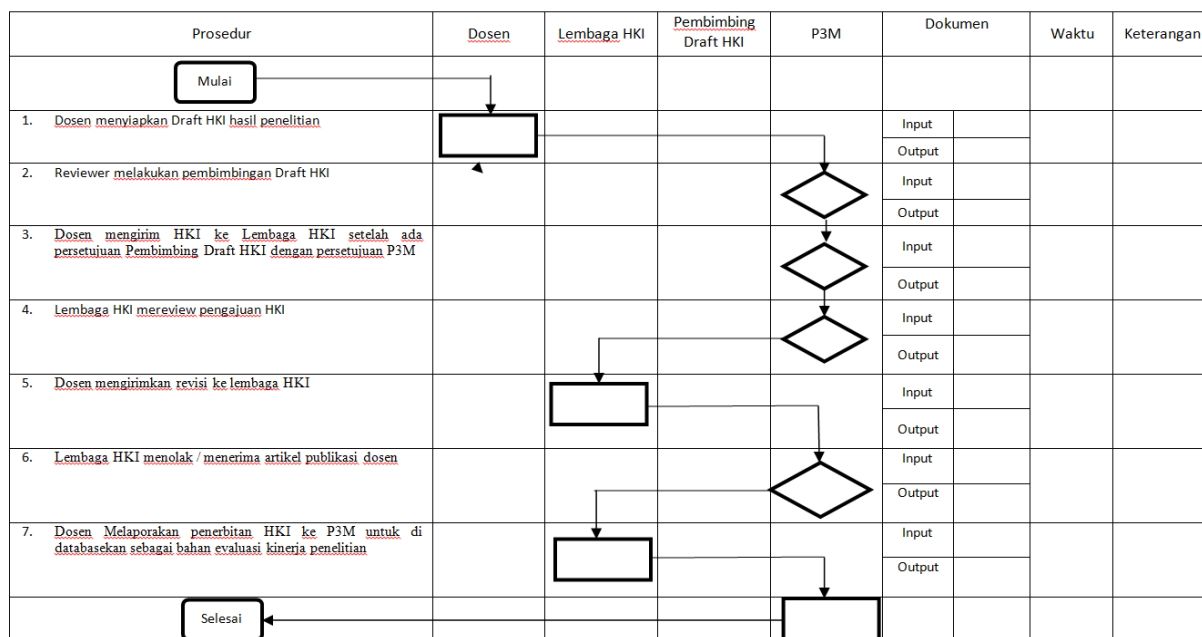 Prosedur
Dosen
Lembaga HKI
Pembimbing
Draft HKI
P3M
Dokumen
Waktu
Keterangan
Mulai
1. Dosen menyiapkan Draft HKI hasil penelitian
Input
Output
2. Reviewer melakukan pembimbingan Draft HKI
Input
Output
3. Dosen mengirim HKI ke Lembaga HKI setelah ada
persetujuan Pembimbing Draft HKI dengan persetujuan P3M
Input
Output
4. Lembaga HKI mereview pengajuan HKI
Input
Output
5. Dosen mengirimkan revisi ke lembaga HKI
Input
Output
6. Lembaga HKI menolak / menerima artikel publikasi dosen
Input
Output
7. Dosen Melaporakan penerbitan HKI ke P3M untuk di
databasekan sebagai bahan evaluasi kinerja penelitian
Input
Output
Selesai